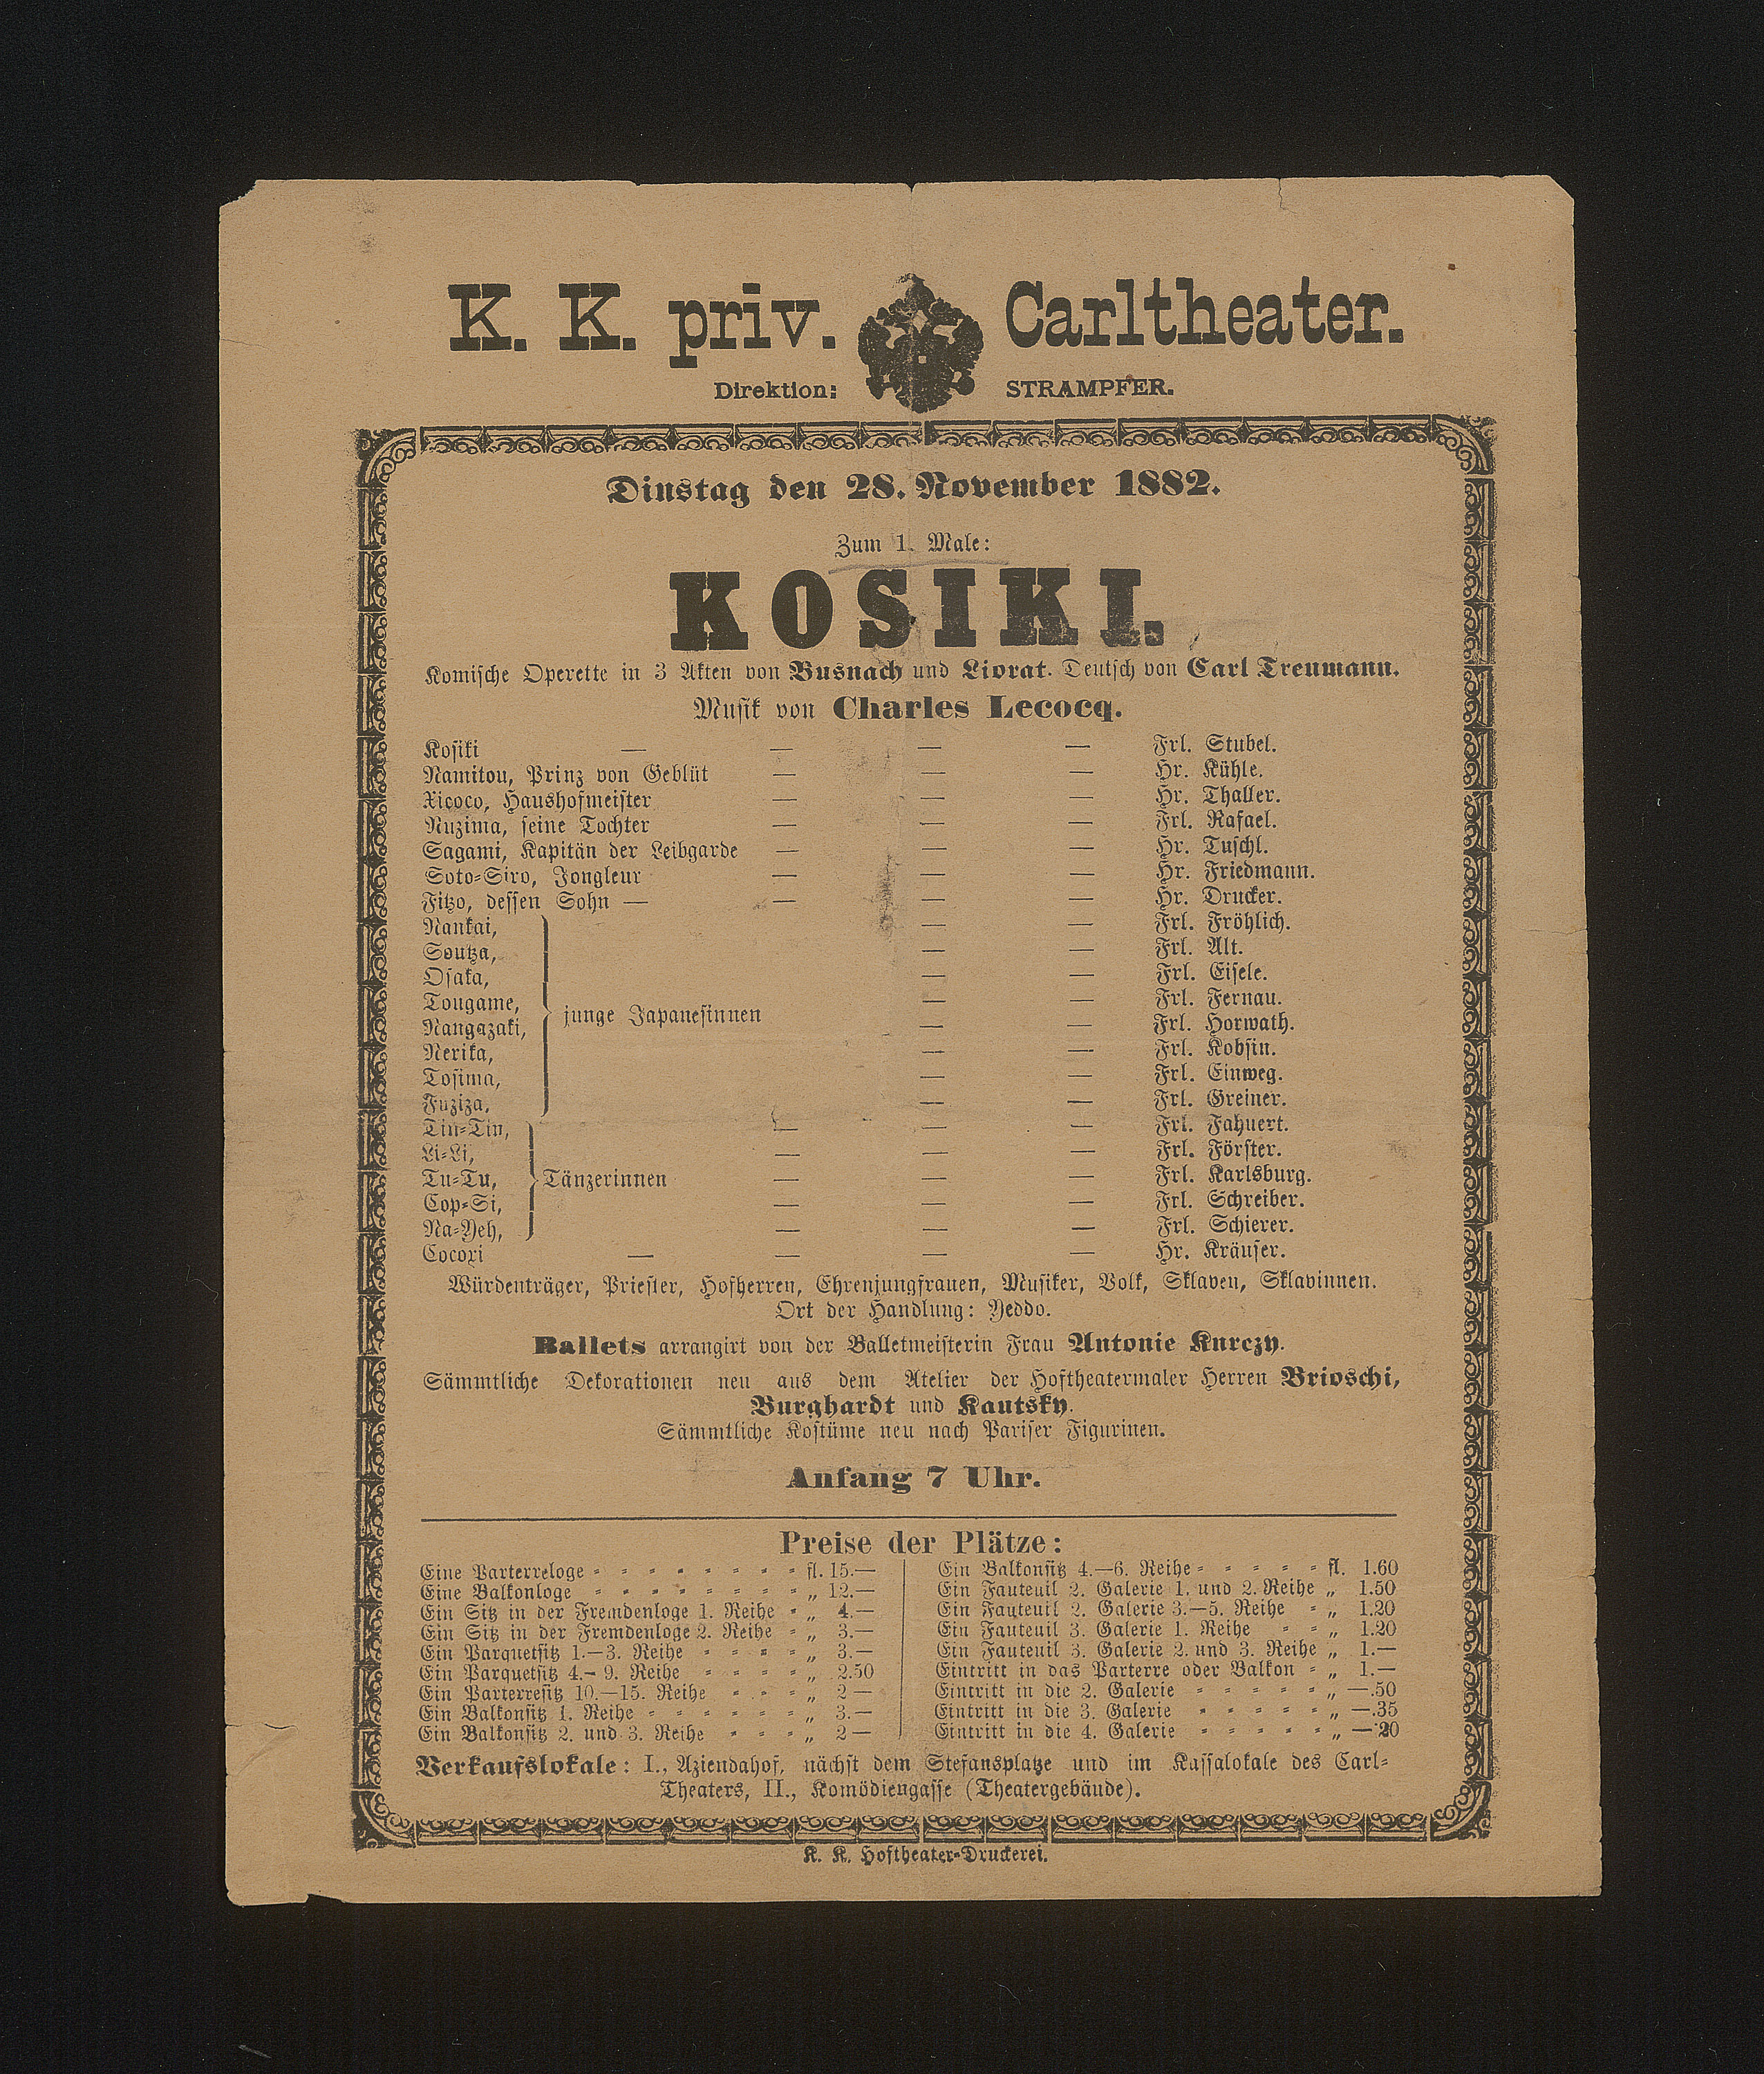 K. K. priv. Carltheater.
Direktion: STRAMPFER.
Dinstag den 28. November 1882.
Zum 1. Male:
KOSIKI.
Komische Operette in 3 Akten von Busnach und Liorat. Deutsch von Carl Treumann.
Musik von Charles Lecocq.
Kosiki — — — — Frl. Stubel.
Namitou, Prinz von Geblüt — — — Hr. Kühle.
Xicoco, Haushofmeister — — — Hr. Thaller.
Nuzima, seine Tochter — — — Frl. Rafael.
Sagami, Kapitän der Leibgarde — — — Hr. Tuschl.
Soto-Siro, Jongleur — — — Hr. Friedmann.
Fitzo, dessen Sohn — — — — Hr. Drucker.
Nankai, — — Frl. Fröhlich.
Soutza, — — Frl. Alt.
Osaka, — — Frl. Eisele.
Tougame, — — Frl. Fernau.
junge Japanesinnen
Nangazaki, — — Frl. Horwath.
Nerika, — — Frl. Kobsin.
Tosima, — — Frl. Einweg.
Fuziza, — — Frl. Greiner.
Tin-Tin, — — — Frl. Fahnert.
Li-Li, — — — Frl. Förster.
Tu-Tu, Tänzerinnen — — — Frl. Karlsburg.
Cop-Si, — — — Frl. Schreiber.
Na-Yeh, — — — Frl. Schierer.
Cocoxi — — — — Hr. Kräuser.
Würdenträger, Priester, Hofherren, Ehrenjungfrauen, Musiker, Volk, Sklaven, Sklavinnen.
Ort der Handlung: Yeddo.
Ballets arrangirt von der Balletmeisterin Frau Antonie Kurczy.
Sämmtliche Dekorationen neu aus dem Atelier der Hoftheatermaler Herren Brioschi,
Burghardt und Kautsky.
Sämmtliche Kostüme neu nach Pariser Figurinen.
Anfang 7 Uhr.
Preise der Plätze:
Eine Parterreloge - - - - - - - - fl. 15.—
Eine Balkonloge - - - - - - - - „ 12.—
Ein Sitz in der Fremdenloge 1. Reihe - „ 4.—
Ein Sitz in der Fremdenloge 2. Reihe - „ 3.—
Ein Parquetsitz 1.—3. Reihe - - - - „ 3.—
Ein Parquetsitz 4.— 9. Reihe - - - - „ 2.50
Ein Parterresitz 10.—15. Reihe - - - „ 2 —
Ein Balkonsitz 1. Reihe - - - - - - „ 3.—
Ein Balkonsitz 2. und 3. Reihe - - - „ 2 —
Ein Balkonsitz 4.—6. Reihe - - - - - fl. 1.60
Ein Fauteuil 2. Galerie 1. und 2. Reihe „ 1.50
Ein Fauteuil 2. Galerie 3.—5. Reihe - „ 1.20
Ein Fauteuil 3. Galerie 1. Reihe - - „ 1.20
Ein Fauteuil 3. Galerie 2. und 3. Reihe „ 1.—
Eintritt in das Parterre oder Balkon - „ 1.—
Eintritt in die 2. Galerie - - - - - „ —.50
Eintritt in die 3. Galerie - - - - - „ —.35
Eintritt in die 4. Galerie - - - - - „ —.20
Verkaufslokale: I., Aziendahof, nächst dem Stefansplatze und im Kassalokale des Carl-
Theaters, II., Komödiengasse (Theatergebäude).
K. K. Hoftheater-Druckerei.